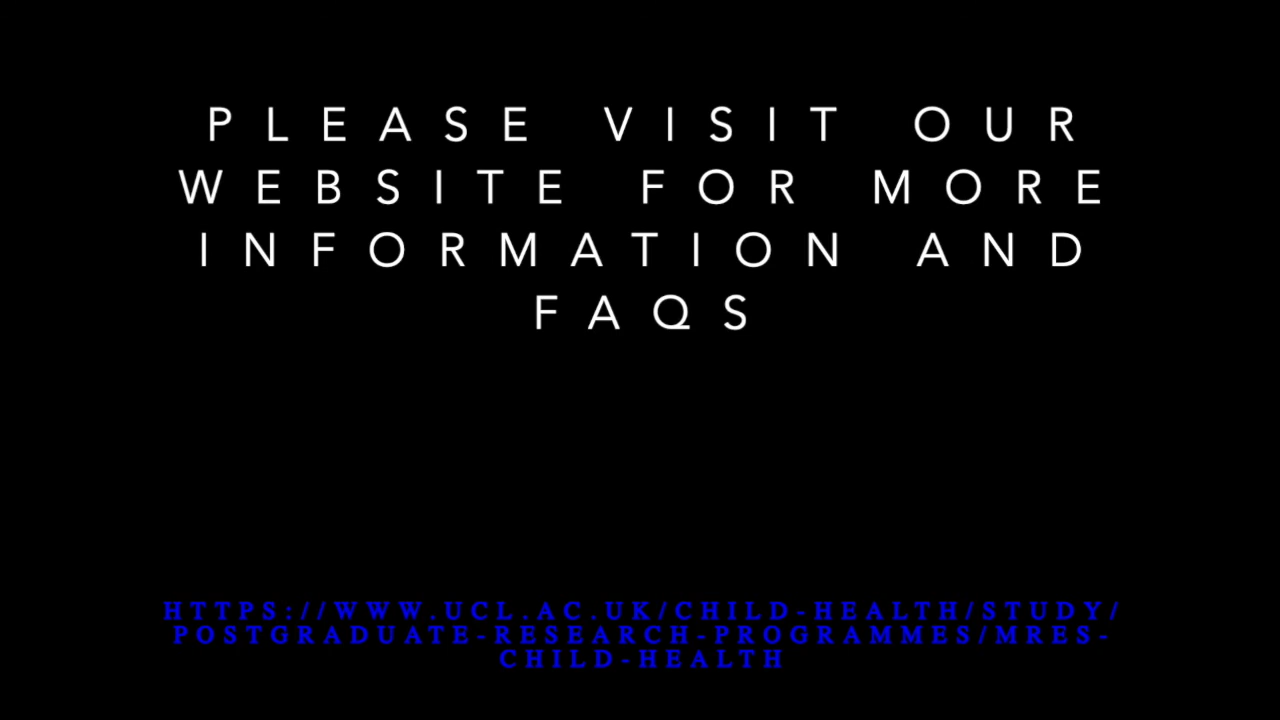 PLEASE VISIT OUR
WEBSITE FOR MORE
INFORMATION AND
FAQS
HTTPS://WWW.UCL.AC.UK/CHILD-HEALTH/STUDY/
POSTGRADUATE-RESEARCH-PROGRAMMES/MRES-
CHILD-HEALTH